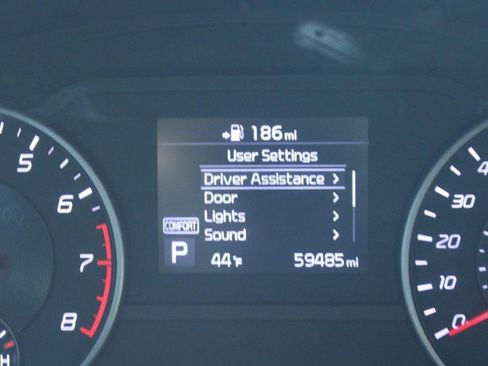 186 mi
User Settings
Driver Assistance >
Door >
Lights >
COMFORT
Sound >
P
44°F
59485 mi
5
6
7
8
H
30
20
10
0